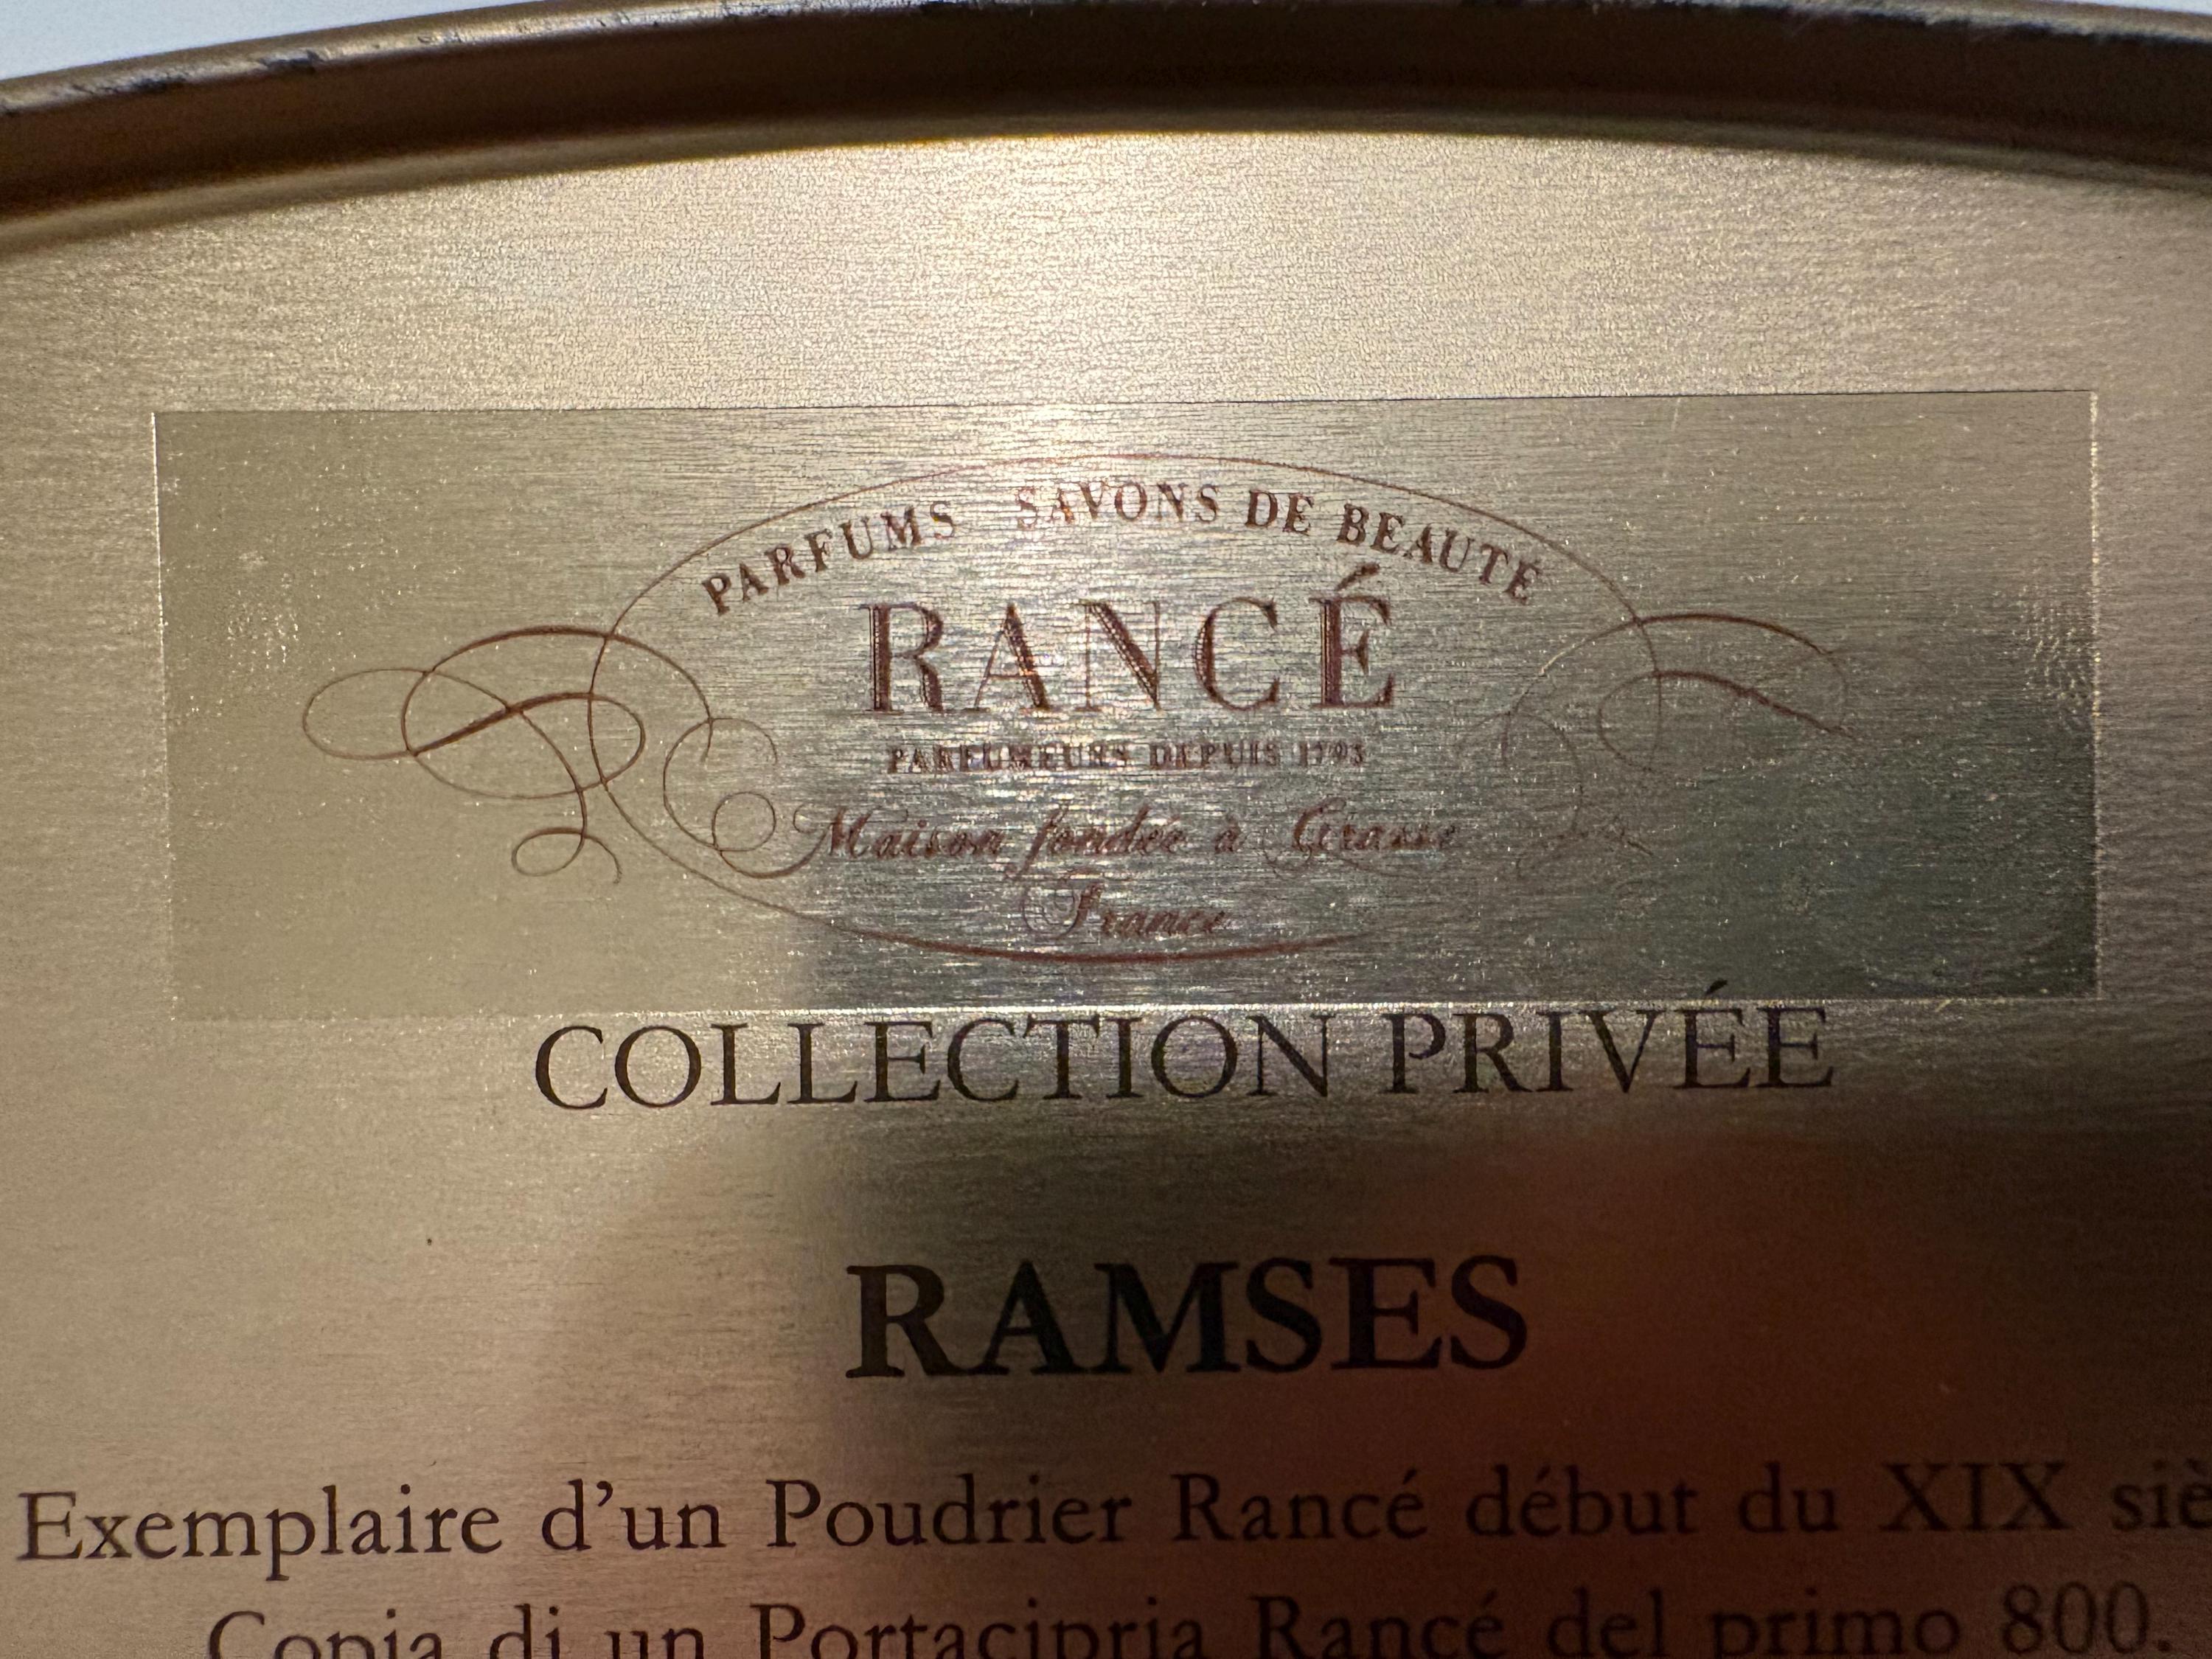 PARFUMS SAVONS DE BEAUTÉ
RANCÉ
PARFUMEURS DEPUIS 1795
Maison fondée à Grasse
France
COLLECTION PRIVÉE
RAMSES
Exemplaire d'un Poudrier Rancé début du XIX siè
Copia di un Portacipria Rancé del primo 800.